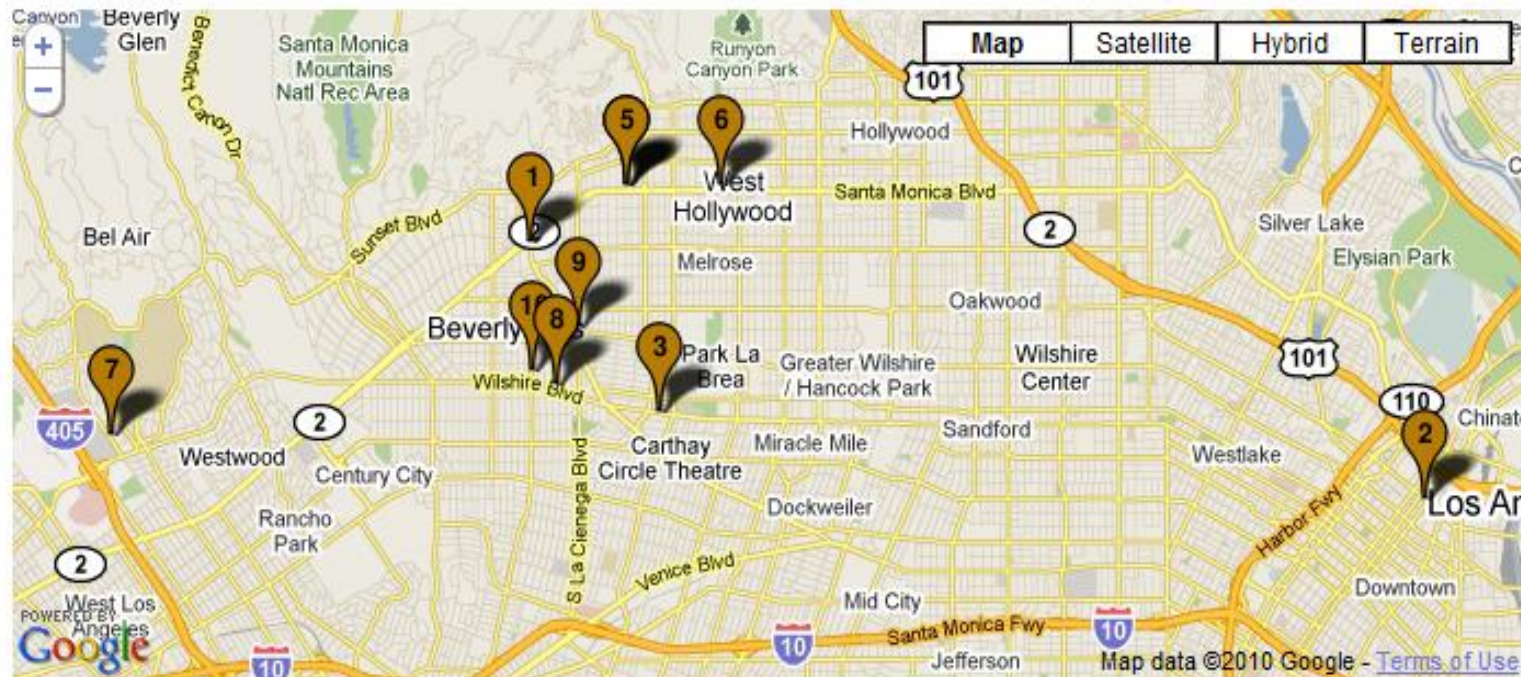 Canyon
Beverly
Glen
Benedict Canon Dr
Santa Monica
Mountains
Natl Rec Area
Runyon
Canyon Park
Map
Satellite
Hybrid
Terrain
+
−
101
5
6
Hollywood
1
West
Hollywood
Santa Monica Blvd
2
2
Silver Lake
Elysian Park
Bel Air
Sunset Blvd
9
Melrose
10
8
Beverly
Oakwood
3
Park La
Brea
Greater Wilshire
/ Hancock Park
Wilshire
Center
101
7
Wilshire Blvd
110
405
2
Westwood
Century City
Carthay
Circle Theatre
Miracle Mile
Sandford
Westlake
2
Los An
Dockweiler
Rancho
Park
S La Cienega Blvd
Venice Blvd
Harbor Fwy
2
West Los
Angeles
Mid City
Downtown
POWERED BY
Google
10
10
Santa Monica Fwy
10
Jefferson
Map data ©2010 Google - Terms of Use